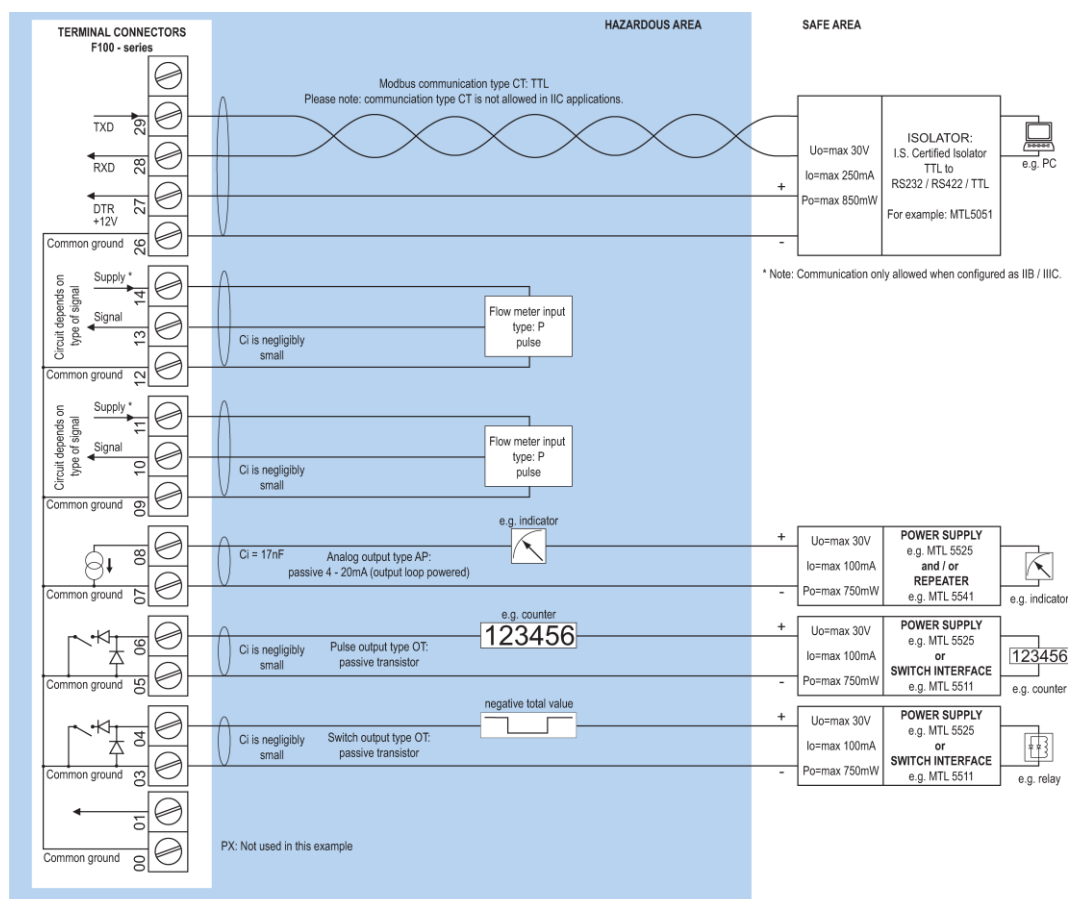 TERMINAL CONNECTORS
F100 - series
HAZARDOUS AREA
SAFE AREA
Modbus communication type CT: TTL
Please note: communciation type CT is not allowed in IIC applications.
TXD
29
RXD
28
DTR
+12V
27
Common ground
26
+
-
Uo=max 30V
Io=max 250mA
Po=max 850mW
ISOLATOR:
I.S. Certified Isolator
TTL to
RS232 / RS422 / TTL
For example: MTL5051
e.g. PC
* Note: Communication only allowed when configured as IIB / IIIC.
Circuit depends on
type of signal
Supply *
14
Signal
13
Common ground
12
Ci is negligibly
small
Flow meter input
type: P
pulse
Circuit depends on
type of signal
Supply *
11
Signal
10
Common ground
09
Ci is negligibly
small
Flow meter input
type: P
pulse
08
Common ground
07
Ci = 17nF
Analog output type AP:
passive 4 - 20mA (output loop powered)
e.g. indicator
+
-
Uo=max 30V
Io=max 100mA
Po=max 750mW
POWER SUPPLY
e.g. MTL 5525
and / or
REPEATER
e.g. MTL 5541
e.g. indicator
06
Common ground
05
Ci is negligibly
small
Pulse output type OT:
passive transistor
e.g. counter
123456
+
-
Uo=max 30V
Io=max 100mA
Po=max 750mW
POWER SUPPLY
e.g. MTL 5525
or
SWITCH INTERFACE
e.g. MTL 5511
123456
e.g. counter
04
Common ground
03
Ci is negligibly
small
Switch output type OT:
passive transistor
negative total value
+
-
Uo=max 30V
Io=max 100mA
Po=max 750mW
POWER SUPPLY
e.g. MTL 5525
or
SWITCH INTERFACE
e.g. MTL 5511
e.g. relay
01
Common ground
00
PX: Not used in this example